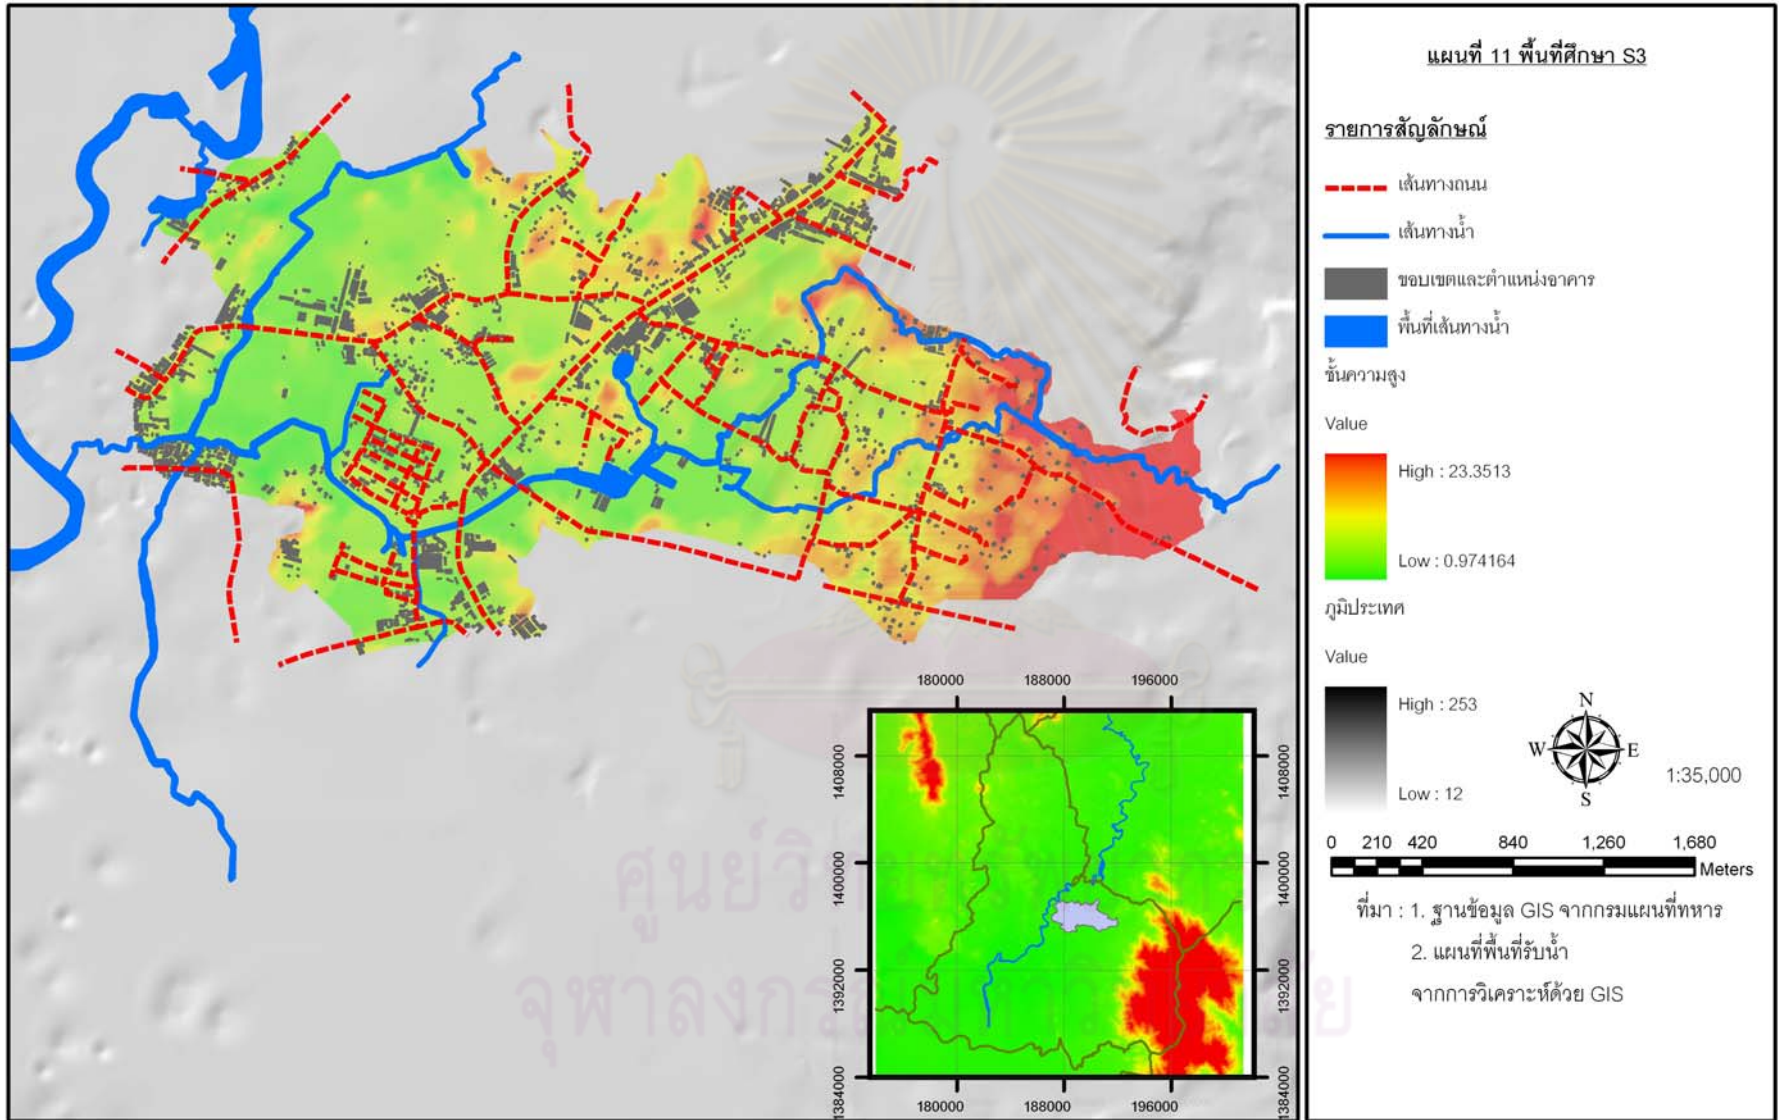 แผนที่ 11 พื้นที่ศึกษา S3
รายการสัญลักษณ์
เส้นทางถนน
เส้นทางน้ำ
ขอบเขตและตำแหน่งอาคาร
พื้นที่เส้นทางน้ำ
ชั้นความสูง
Value
High : 23.3513
Low : 0.974164
ภูมิประเทศ
Value
High : 253
Low : 12
N
W E
S
1:35,000
0 210 420 840 1,260 1,680
Meters
ที่มา : 1. ฐานข้อมูล GIS จากกรมแผนที่ทหาร
2. แผนที่พื้นที่รับน้ำ
จากการวิเคราะห์ด้วย GIS
180000 188000 196000
1408000 1408000
1400000 1400000
1392000 1392000
1384000 1384000
180000 188000 196000